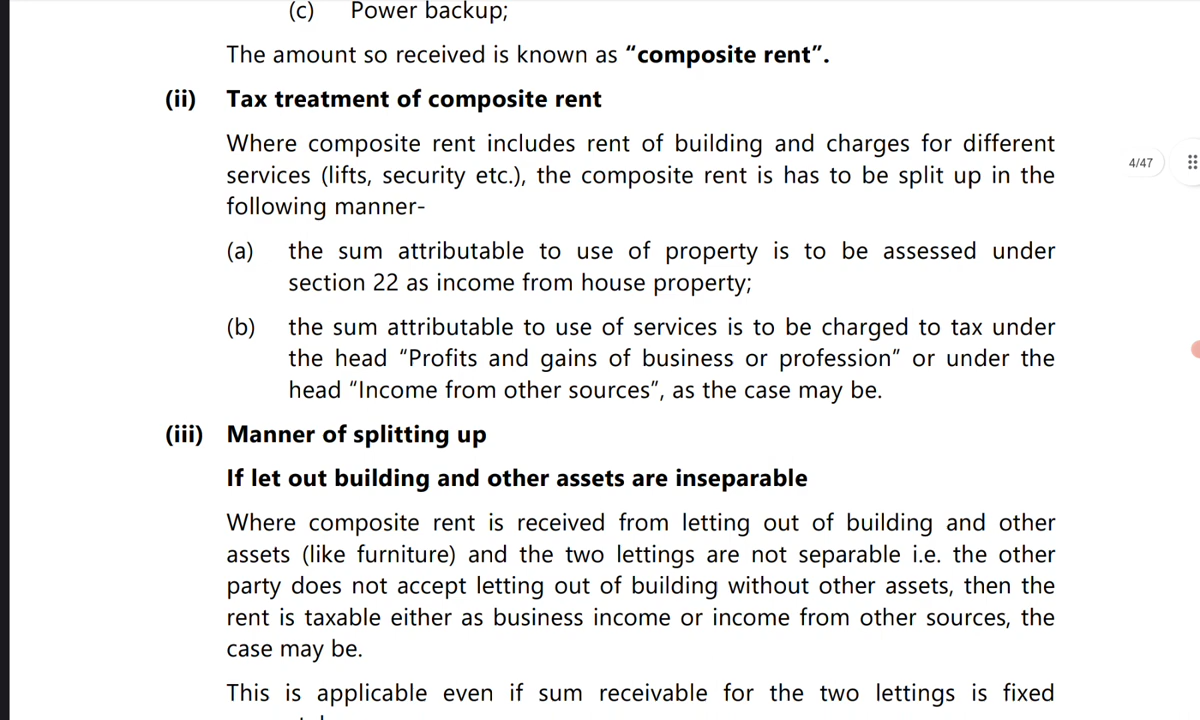 (c) Power backup;
The amount so received is known as “composite rent”.
(ii) Tax treatment of composite rent
Where composite rent includes rent of building and charges for different
4/47
services (lifts, security etc.), the composite rent is has to be split up in the
following manner-
(a) the sum attributable to use of property is to be assessed under
section 22 as income from house property;
(b) the sum attributable to use of services is to be charged to tax under
the head “Profits and gains of business or profession” or under the
head “Income from other sources”, as the case may be.
(iii) Manner of splitting up
If let out building and other assets are inseparable
Where composite rent is received from letting out of building and other
assets (like furniture) and the two lettings are not separable i.e. the other
party does not accept letting out of building without other assets, then the
rent is taxable either as business income or income from other sources, the
case may be.
This is applicable even if sum receivable for the two lettings is fixed